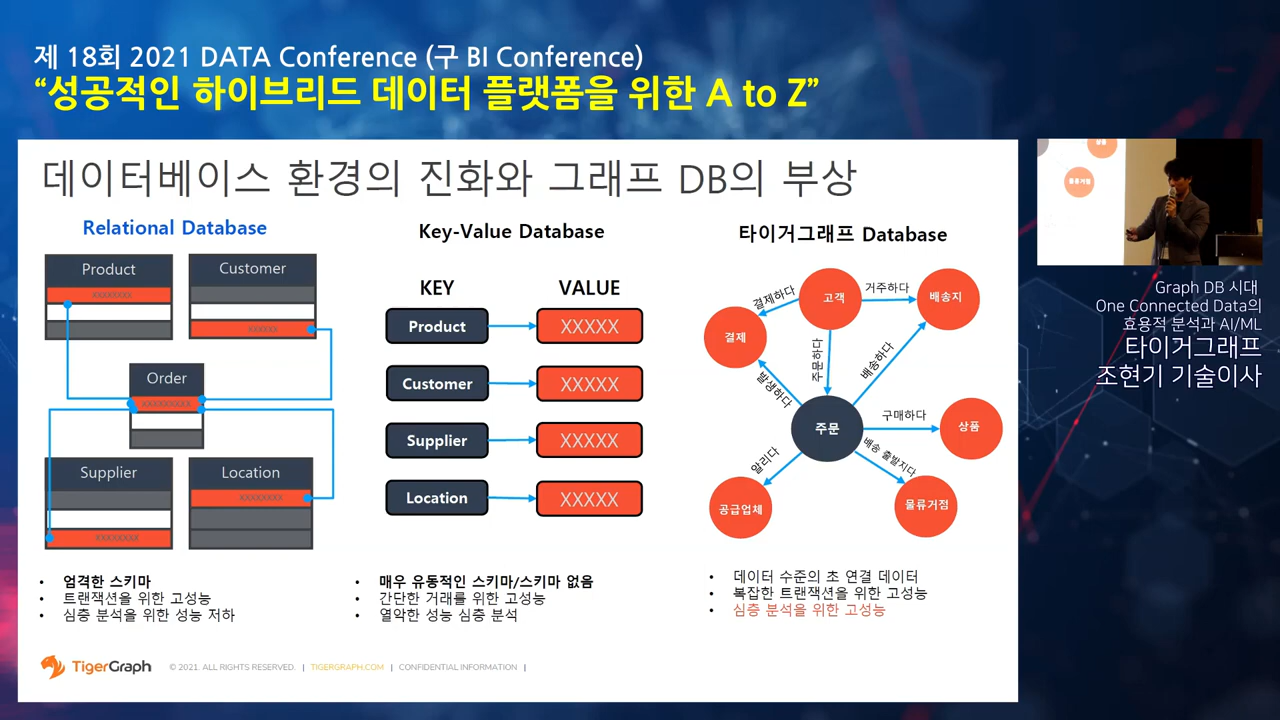 제 18회 2021 DATA Conference (구 BI Conference)
“성공적인 하이브리드 데이터 플랫폼을 위한 A to Z”
데이터베이스 환경의 진화와 그래프 DB의 부상
Relational Database
Product
XXXXXXXX
Customer
XXXXXX
Order
XXXXXXXXXX
Supplier
XXXXXXXX
Location
XXXXXXXX
엄격한 스키마
트랜잭션을 위한 고성능
심층 분석을 위한 성능 저하
Key-Value Database
KEY VALUE
Product XXXXX
Customer XXXXX
Supplier XXXXX
Location XXXXX
매우 유동적인 스키마/스키마 없음
간단한 거래를 위한 고성능
열악한 성능 심층 분석
타이거그래프 Database
결제하다
고객
거주하다
배송지
결제
주문하다
배송하다
발생하다
주문
구매하다
상품
알리다
배송 출발지다
공급업체
물류거점
데이터 수준의 초 연결 데이터
복잡한 트랜잭션을 위한 고성능
심층 분석을 위한 고성능
TigerGraph
© 2021. ALL RIGHTS RESERVED. | TIGERGRAPH.COM | CONFIDENTIAL INFORMATION |
물류거점
Graph DB 시대
One Connected Data의
효용적 분석과 AI/ML
타이거그래프
조현기 기술이사